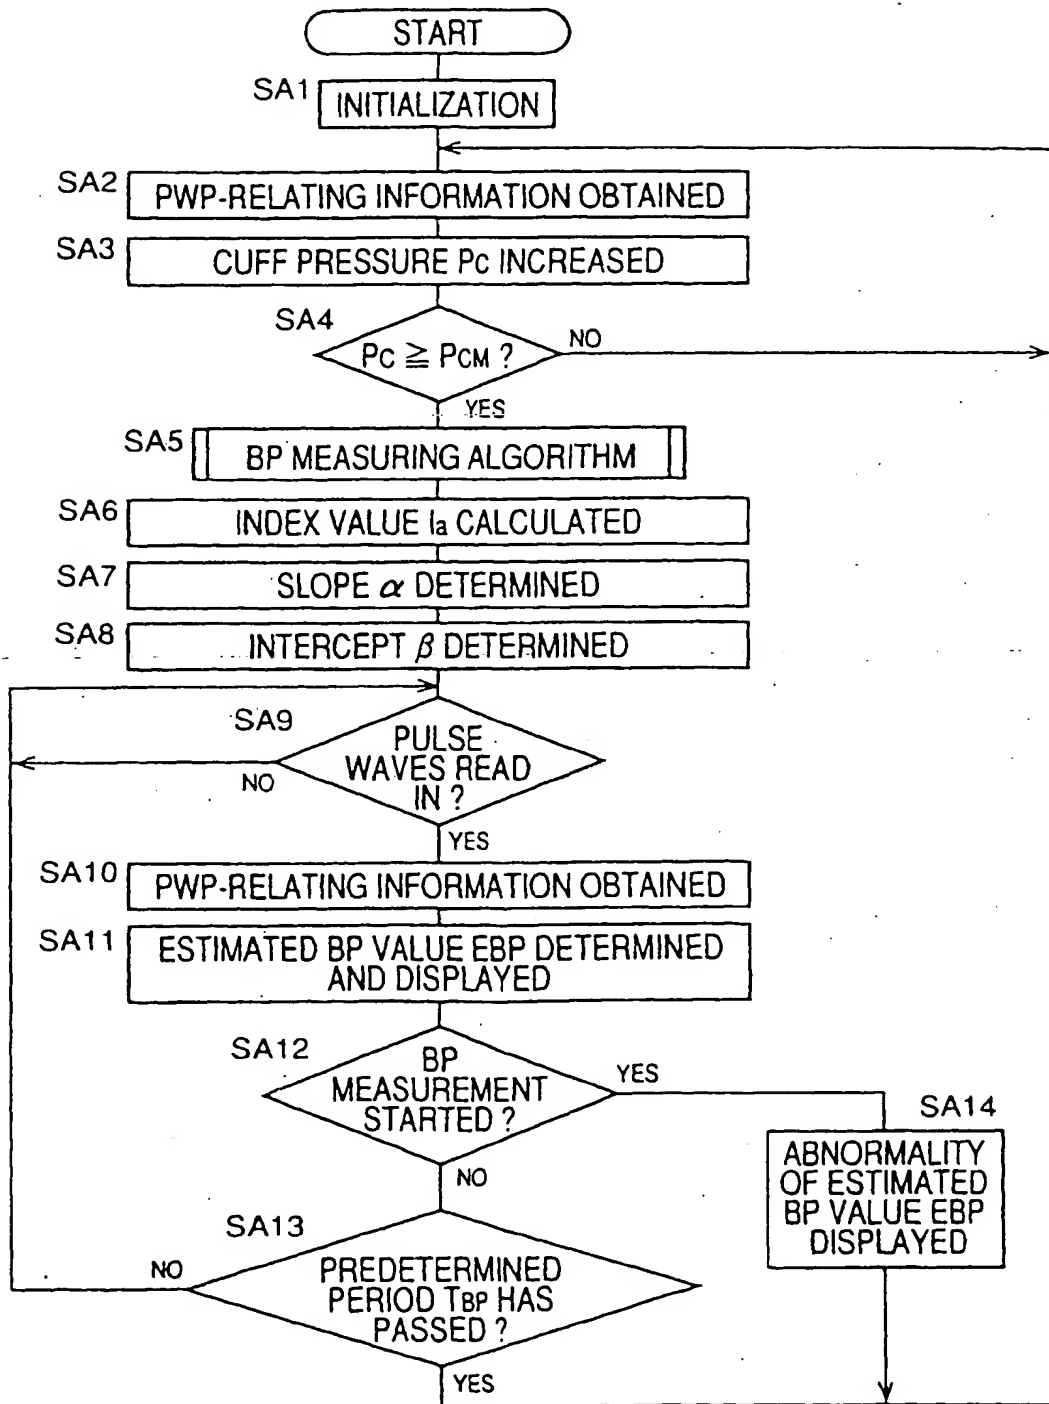 START
SA1
INITIALIZATION
SA2
PWP-RELATING INFORMATION OBTAINED
SA3
CUFF PRESSURE PC INCREASED
SA4
PC ≧ PCM ?
NO
YES
SA5
BP MEASURING ALGORITHM
SA6
INDEX VALUE Ia CALCULATED
SA7
SLOPE α DETERMINED
SA8
INTERCEPT β DETERMINED
SA9
PULSE
WAVES READ
IN ?
NO
YES
SA10
PWP-RELATING INFORMATION OBTAINED
SA11
ESTIMATED BP VALUE EBP DETERMINED
AND DISPLAYED
SA12
BP
MEASUREMENT
STARTED ?
YES
NO
SA14
ABNORMALITY
OF ESTIMATED
BP VALUE EBP
DISPLAYED
SA13
PREDETERMINED
PERIOD TBP HAS
PASSED ?
NO
YES